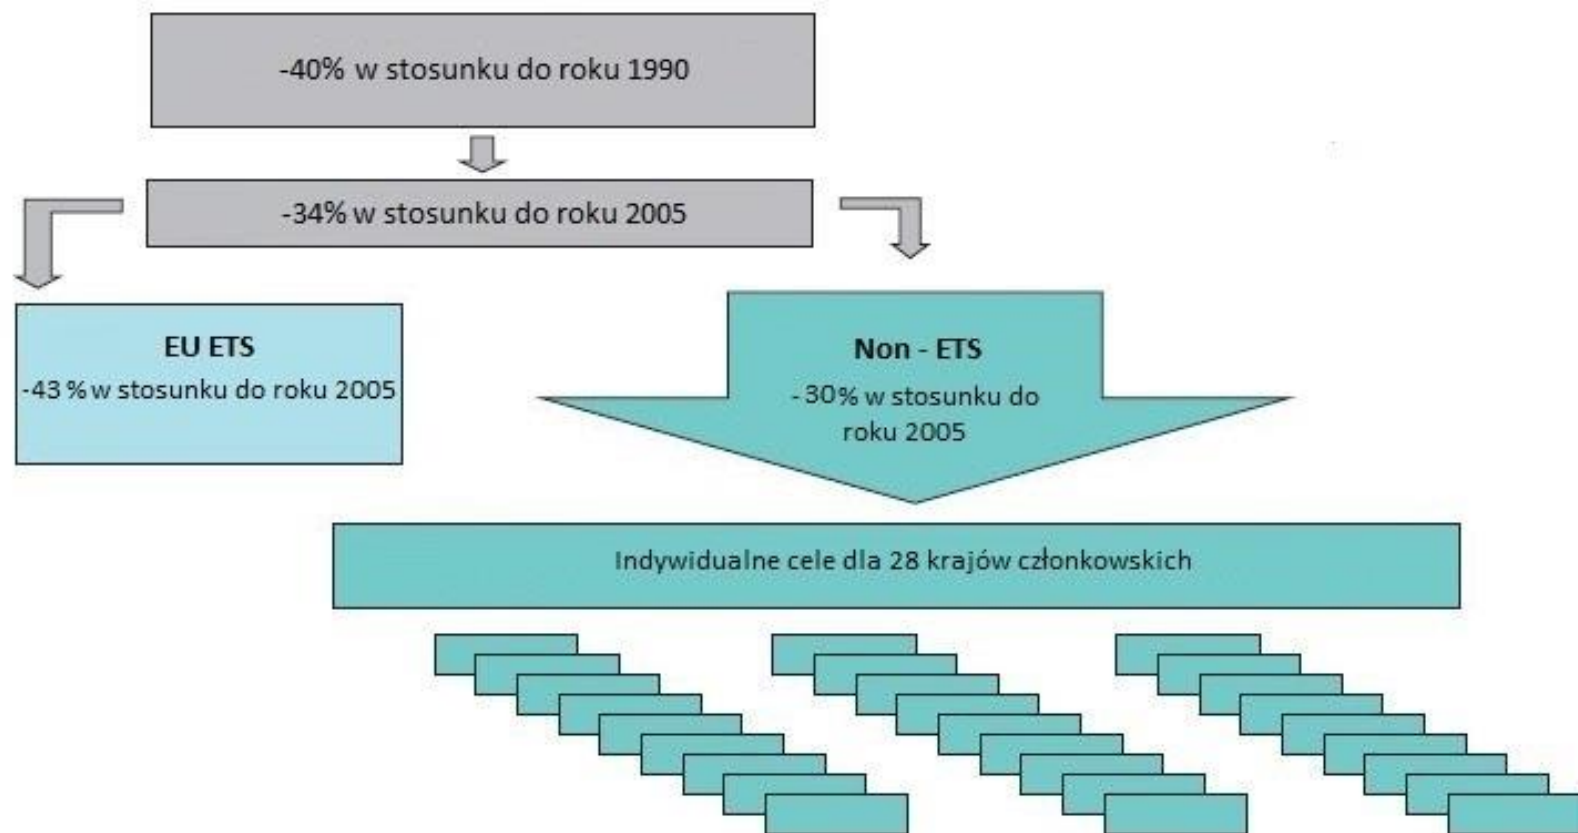 -40% w stosunku do roku 1990
-34% w stosunku do roku 2005
EU ETS
-43 % w stosunku do roku 2005
Non - ETS
- 30% w stosunku do
roku 2005
Indywidualne cele dla 28 krajów członkowskich